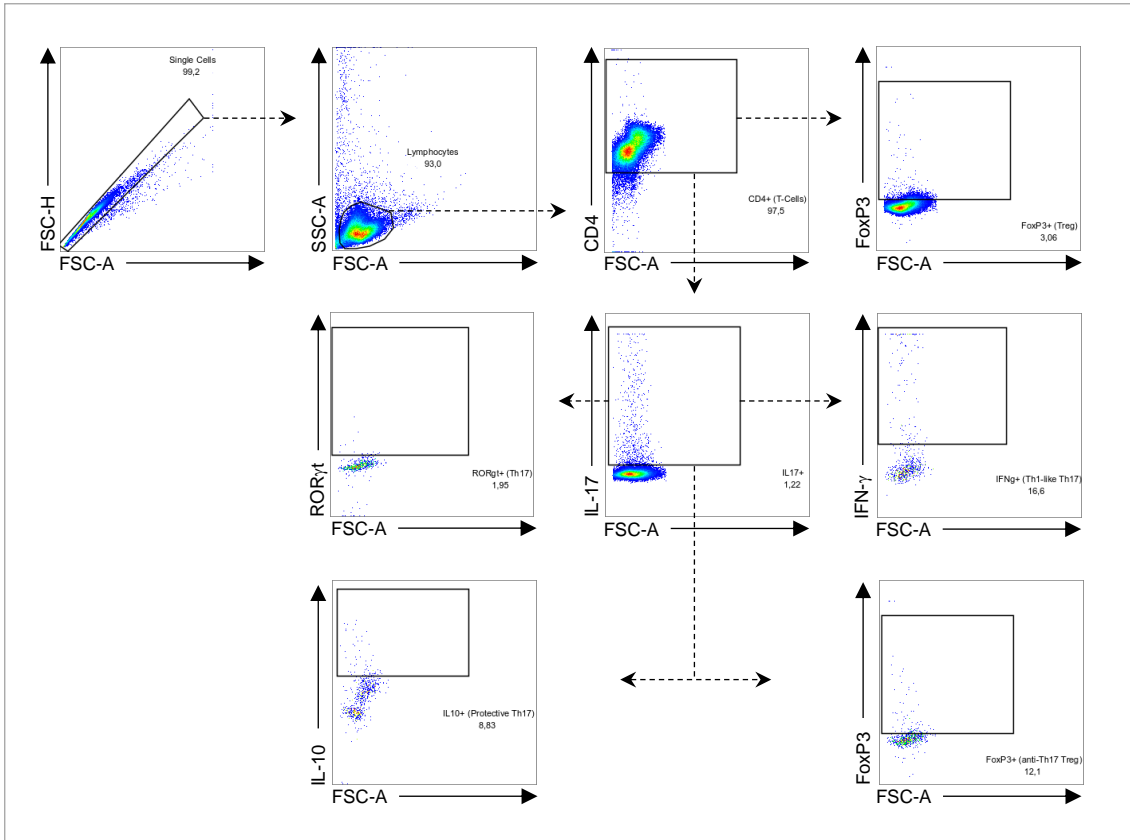 FSC-H
Single Cells
99,2
FSC-A
SSC-A
Lymphocytes
93,0
FSC-A
CD4
CD4+ (T-Cells)
97,5
FSC-A
FoxP3
FoxP3+ (Treg)
3,06
FSC-A
RORγt
RORgt+ (Th17)
1,95
FSC-A
IL-17
IL17+
1,22
FSC-A
IFN-γ
IFNg+ (Th1-like Th17)
16,6
FSC-A
IL-10
IL10+ (Protective Th17)
8,83
FSC-A
FoxP3
FoxP3+ (anti-Th17 Treg)
12,1
FSC-A